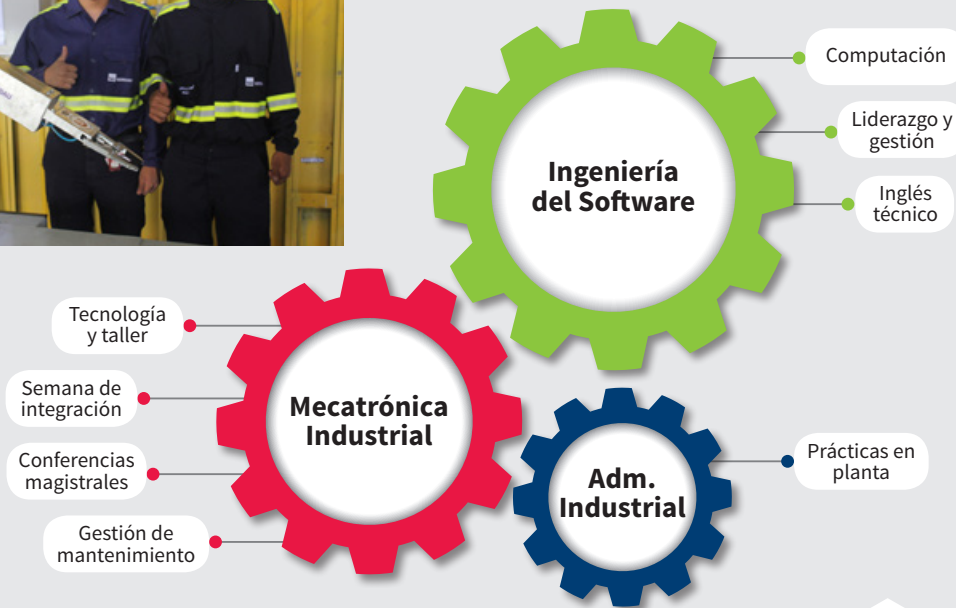 Ingeniería
del Software
Computación
Liderazgo y
gestión
Inglés
técnico
Mecatrónica
Industrial
Tecnología
y taller
Semana de
integración
Conferencias
magistrales
Gestión de
mantenimiento
Adm.
Industrial
Prácticas en
planta